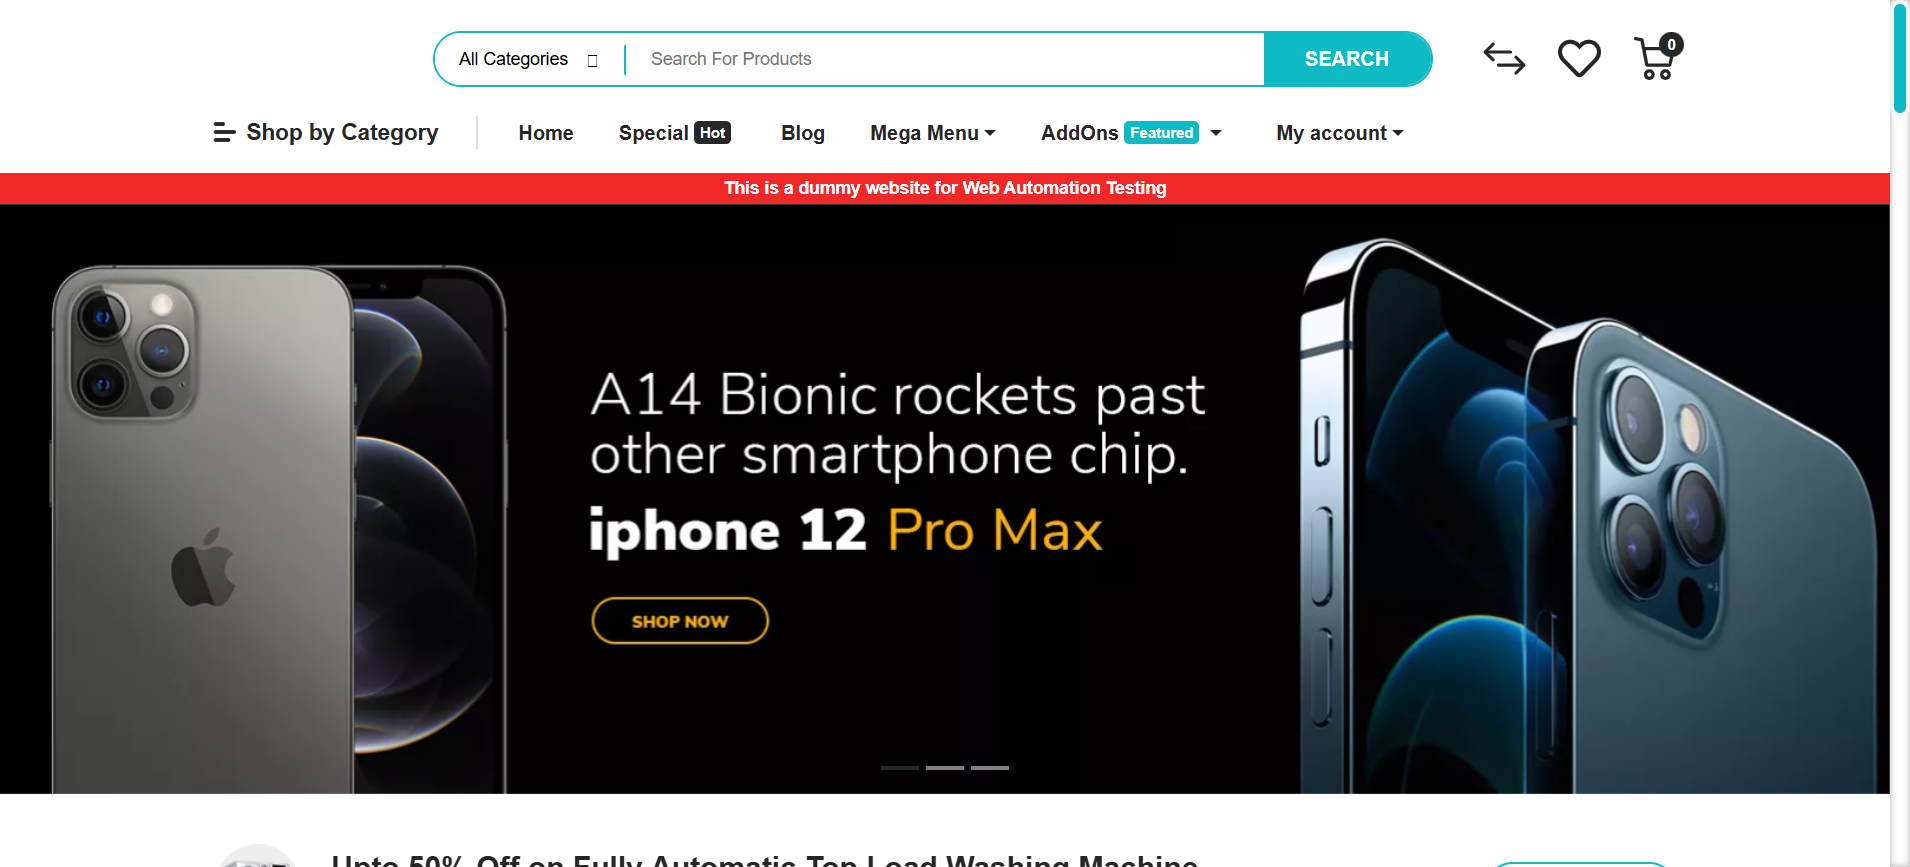 All Categories
Search For Products
SEARCH
0
Shop by Category
Home
Special Hot
Blog
Mega Menu
AddOns Featured
My account
This is a dummy website for Web Automation Testing
A14 Bionic rockets past
other smartphone chip.
iphone 12 Pro Max
SHOP NOW
Upto 50% Off on Fully Automatic Top Load Washing Machine